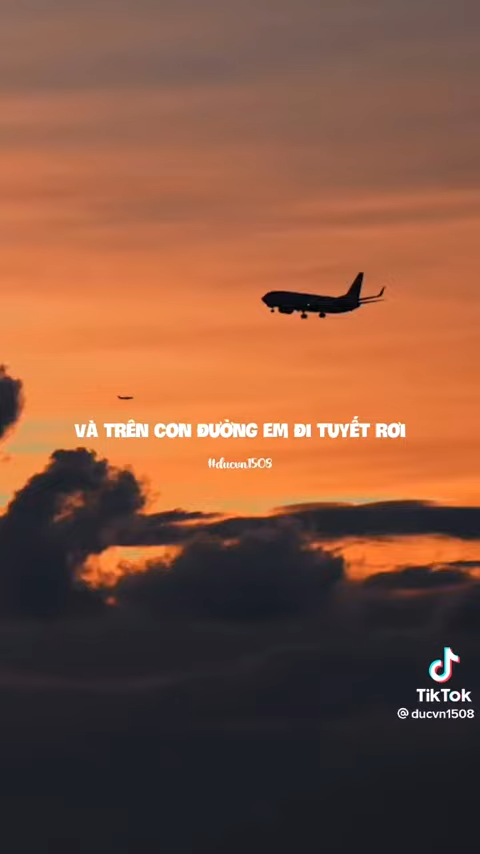 VÀ TRÊN CON ĐƯỜNG EM ĐI TUYẾT RƠI
#ducvn1508
TikTok
@ducvn1508